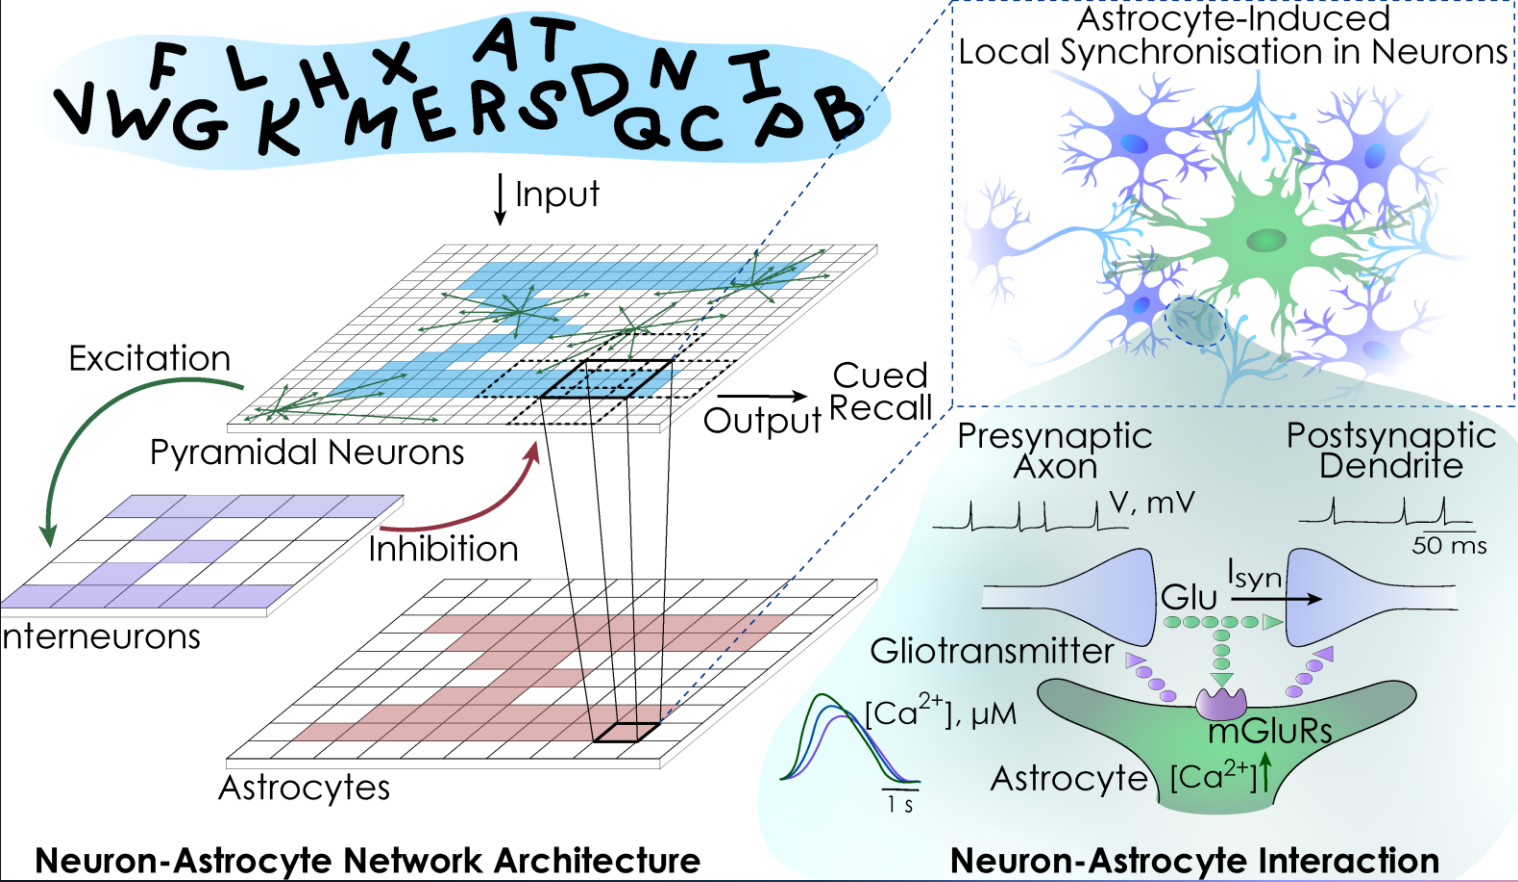 F L H X A T N I
V W G K M E R S D Q C P B
Input
Excitation
Pyramidal Neurons
Output
Cued
Recall
Inhibition
nterneurons
Astrocytes
Neuron-Astrocyte Network Architecture
Astrocyte-Induced
Local Synchronisation in Neurons
Presynaptic
Axon
V, mV
Postsynaptic
Dendrite
50 ms
Glu
Isyn
Gliotransmitter
[Ca2+], µM
1 s
mGluRs
Astrocyte
[Ca2+]
Neuron-Astrocyte Interaction